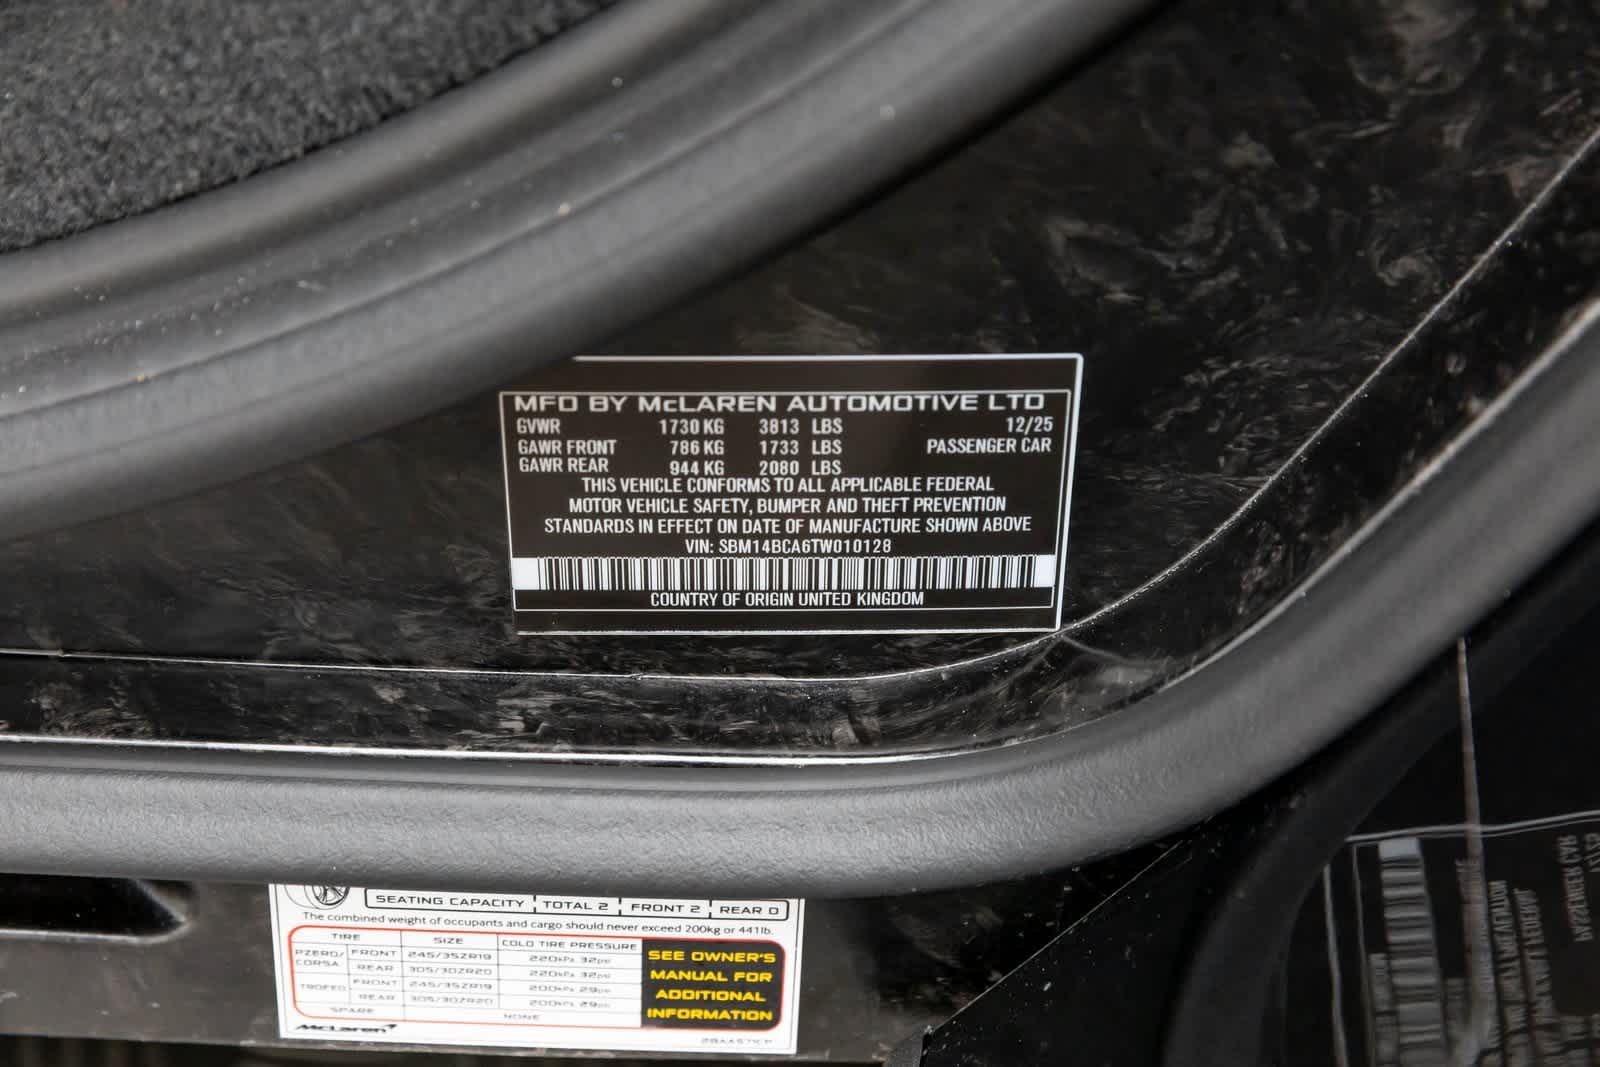 MFD BY McLAREN AUTOMOTIVE LTD
GVWR 1730 KG 3813 LBS 12/25
GAWR FRONT 786 KG 1733 LBS PASSENGER CAR
GAWR REAR 944 KG 2080 LBS
THIS VEHICLE CONFORMS TO ALL APPLICABLE FEDERAL
MOTOR VEHICLE SAFETY, BUMPER AND THEFT PREVENTION
STANDARDS IN EFFECT ON DATE OF MANUFACTURE SHOWN ABOVE
VIN: SBM14BCA6TW010128
COUNTRY OF ORIGIN UNITED KINGDOM
SEATING CAPACITY TOTAL 2 FRONT 2 REAR 0
The combined weight of occupants and cargo should never exceed 200kg or 441lb.
TIRE SIZE COLD TIRE PRESSURE
PZERO/ CORSA FRONT 245/35ZR19 220kPa 32psi
REAR 305/30ZR20 220kPa 32psi
TROFEO FRONT 245/35ZR19 200kPa 29psi
REAR 305/30ZR20 200kPa 29psi
SPARE NONE
SEE OWNER'S
MANUAL FOR
ADDITIONAL
INFORMATION
McLaren